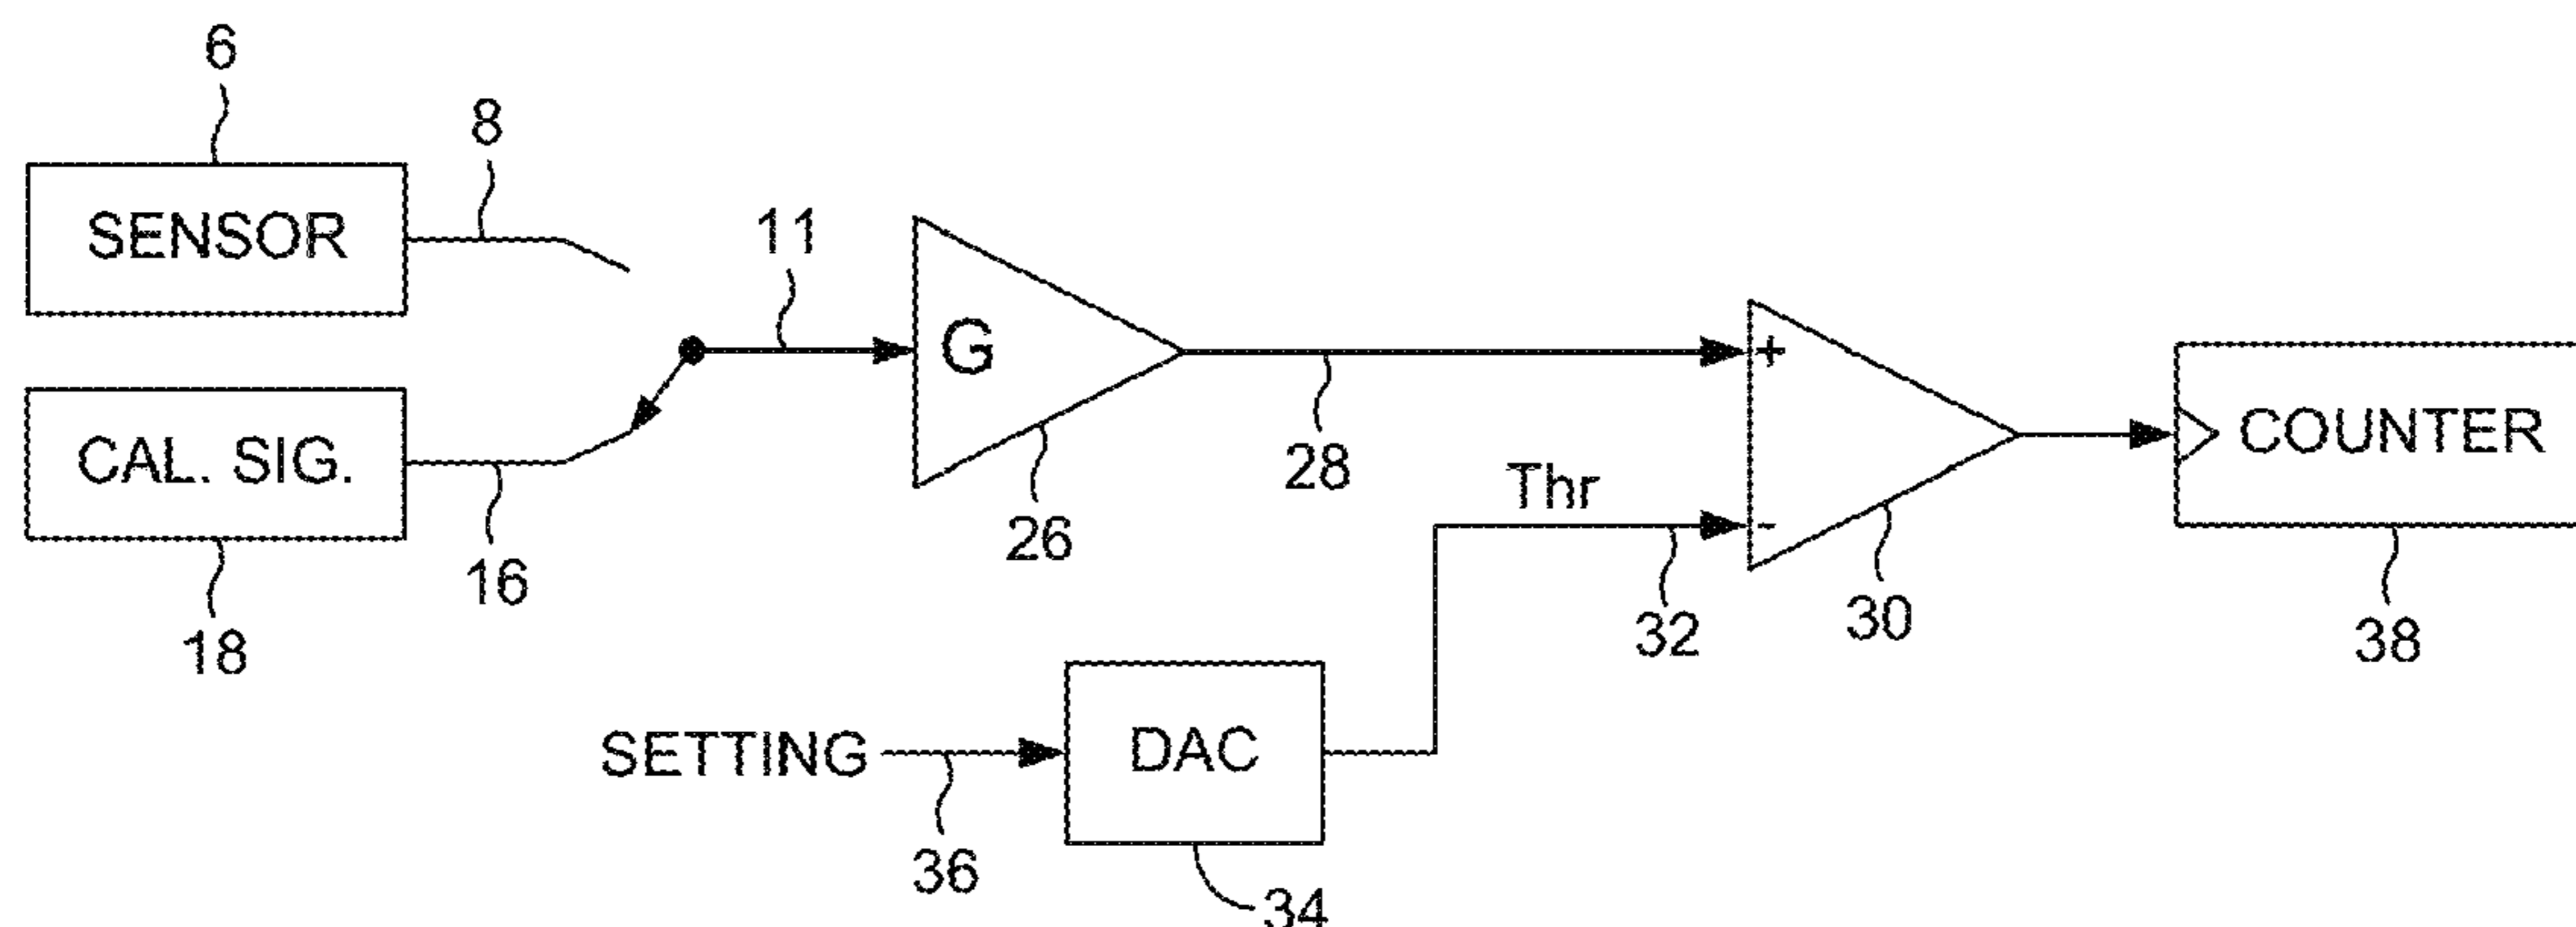 6
8
SENSOR
11
G
+
CAL. SIG.
16
18
26
28
Thr
-
32
30
COUNTER
38
SETTING
36
DAC
34